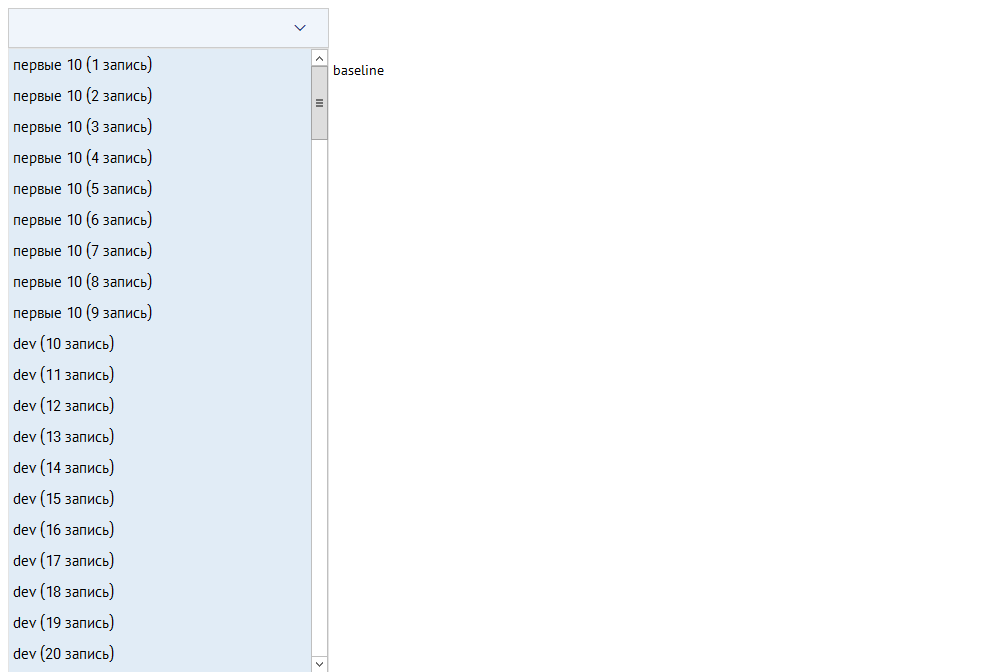 первые 10 (1 запись)
baseline
первые 10 (2 запись)
первые 10 (3 запись)
первые 10 (4 запись)
первые 10 (5 запись)
первые 10 (6 запись)
первые 10 (7 запись)
первые 10 (8 запись)
первые 10 (9 запись)
dev (10 запись)
dev (11 запись)
dev (12 запись)
dev (13 запись)
dev (14 запись)
dev (15 запись)
dev (16 запись)
dev (17 запись)
dev (18 запись)
dev (19 запись)
dev (20 запись)